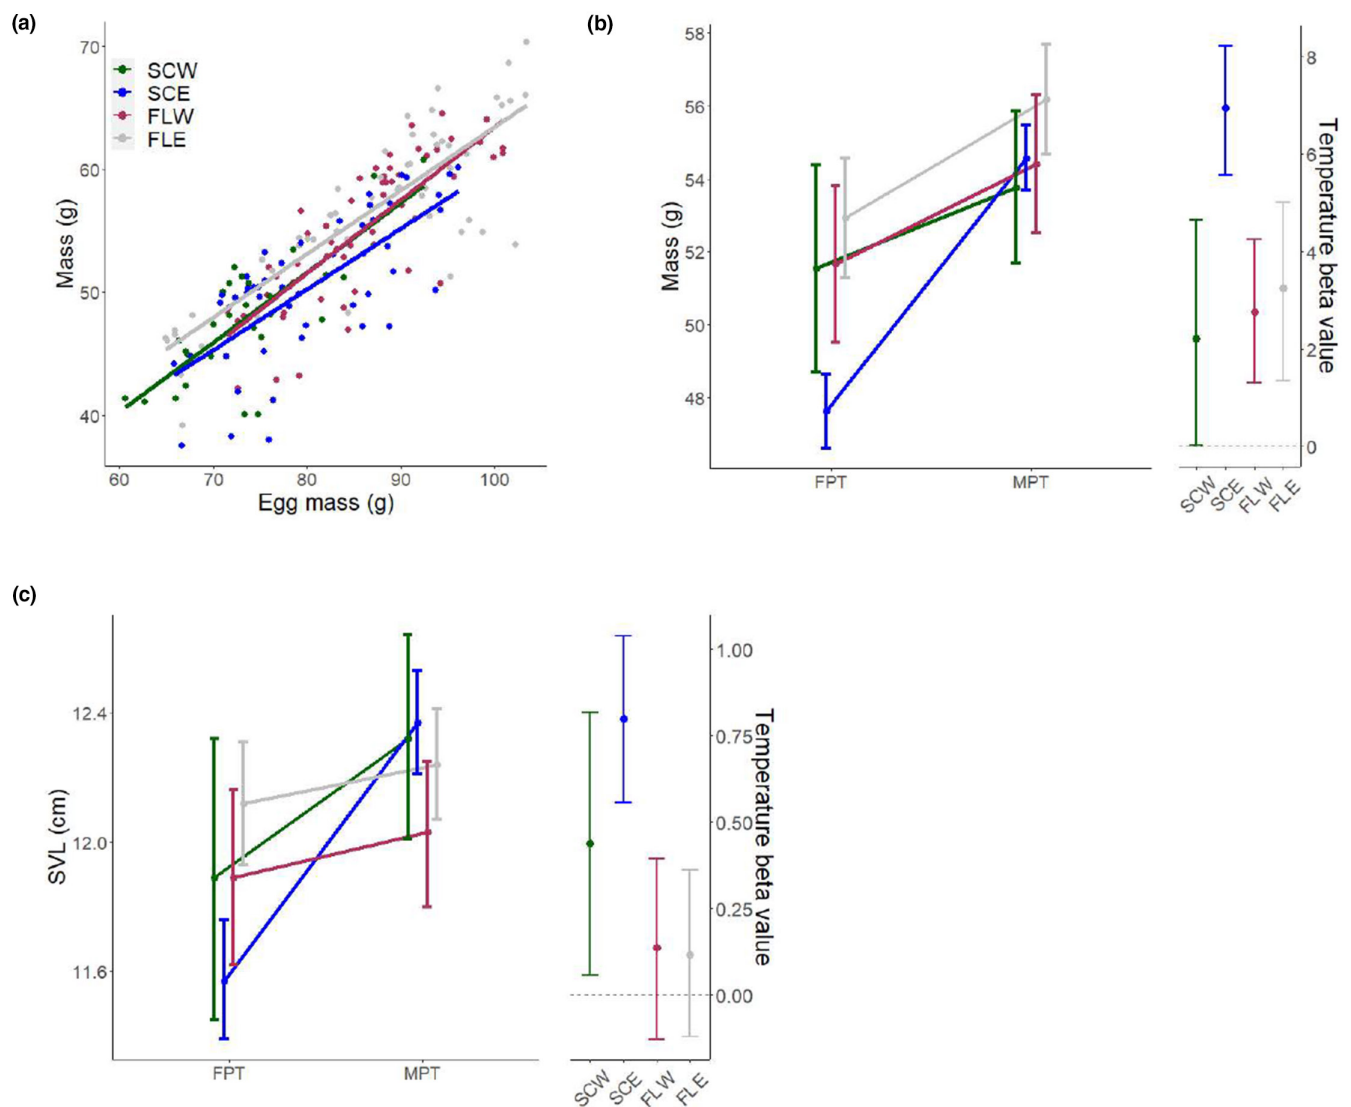 (a)
70
60
50
40
Mass (g)
SCW
SCE
FLW
FLE
60 70 80 90 100
Egg mass (g)
(b)
58
56
54
52
50
48
Mass (g)
FPT MPT
8
6
4
2
0
Temperature beta value
SCW SCE FLW FLE
(c)
12.4
12.0
11.6
SVL (cm)
FPT MPT
1.00
0.75
0.50
0.25
0.00
Temperature beta value
SCW SCE FLW FLE